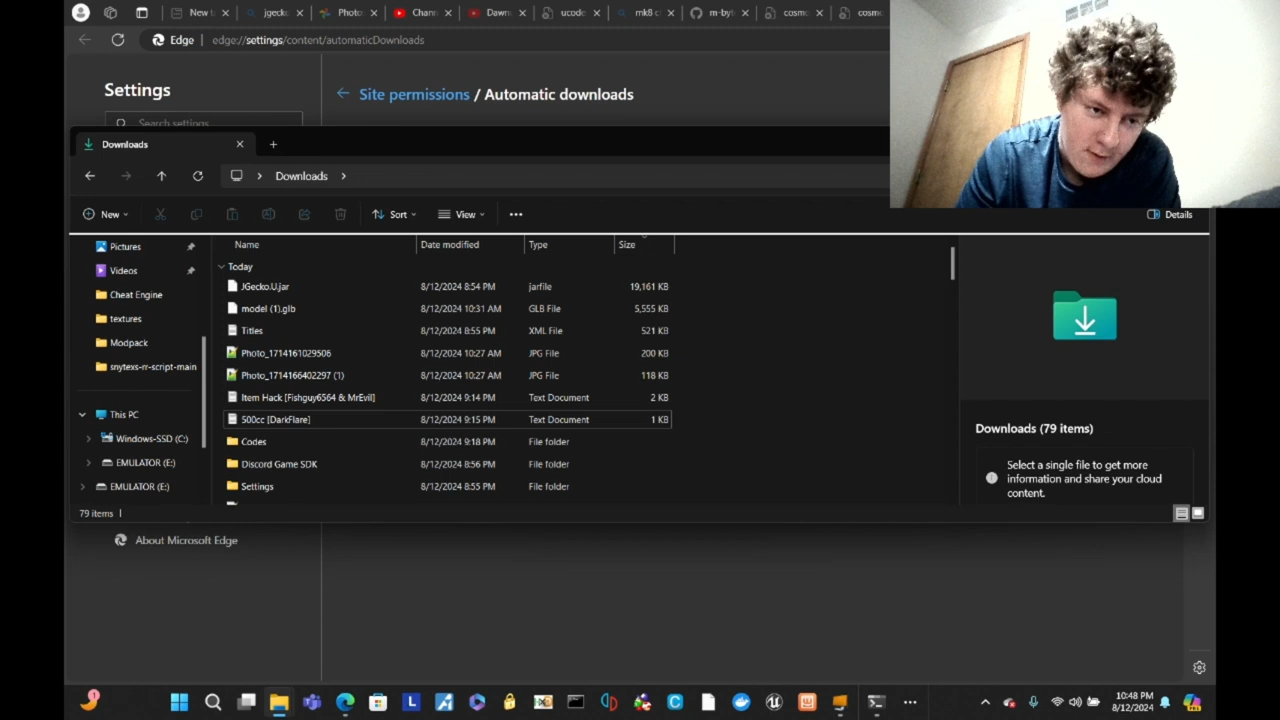 New t
jgeck
Photo
Chann
Dawn
ucode
mk8 c
m-byt
cosmo
cosmo
Edge | edge://settings/content/automaticDownloads
Settings
Search settings
Site permissions / Automatic downloads
Downloads
Downloads
New
Sort
View
Details
Pictures
Videos
Cheat Engine
textures
Modpack
snytexs-rr-script-main
This PC
Windows-SSD (C:)
EMULATOR (E:)
EMULATOR (E:)
Name Date modified Type Size
Today
JGecko.U.jar 8/12/2024 8:54 PM jarfile 19,161 KB
model (1).glb 8/12/2024 10:31 AM GLB File 5,555 KB
Titles 8/12/2024 8:55 PM XML File 521 KB
Photo_1714161029506 8/12/2024 10:27 AM JPG File 200 KB
Photo_1714166402297 (1) 8/12/2024 10:27 AM JPG File 118 KB
Item Hack [Fishguy6564 & MrEvil] 8/12/2024 9:14 PM Text Document 2 KB
500cc [DarkFlare] 8/12/2024 9:15 PM Text Document 1 KB
Codes 8/12/2024 9:18 PM File folder
Discord Game SDK 8/12/2024 8:56 PM File folder
Settings 8/12/2024 8:55 PM File folder
Downloads (79 items)
Select a single file to get more
information and share your cloud
content.
79 items
About Microsoft Edge
1
L
C
10:48 PM
8/12/2024